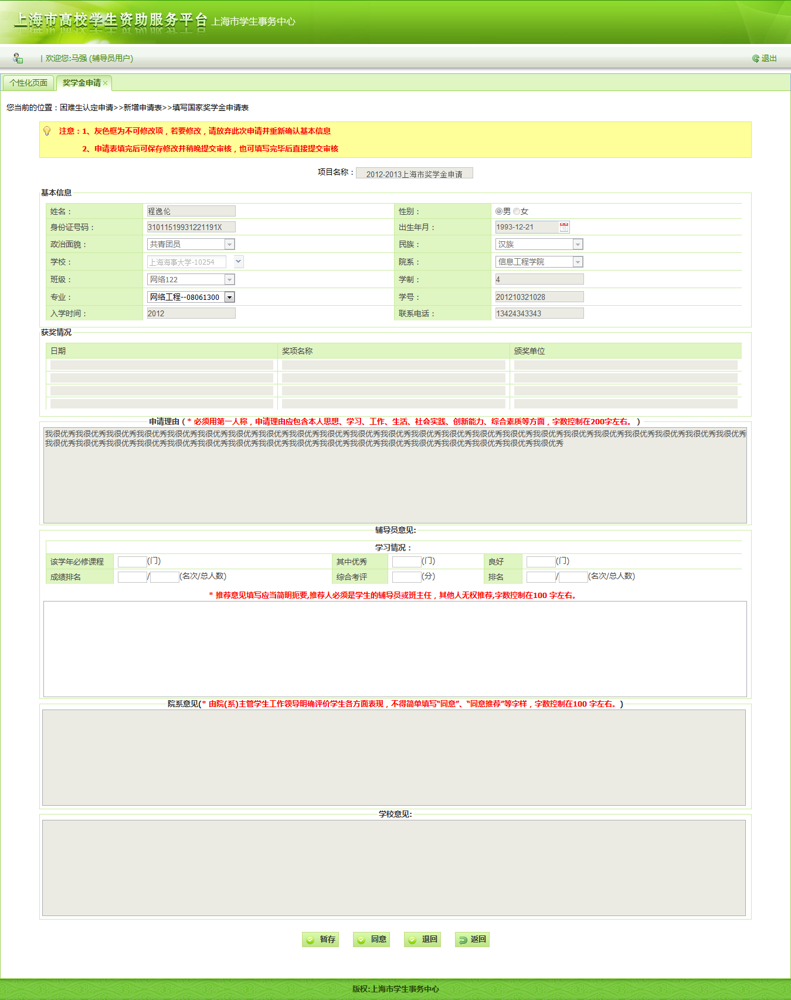 上海市高校学生资助服务平台 上海市学生事务中心
| 欢迎您:马强 (辅导员用户) 退出
个性化页面 奖学金申请
您当前的位置：困难生认定申请>>新增申请表>>填写国家奖学金申请表
注意：1、灰色框为不可修改项，若要修改，请放弃此次申请并重新确认基本信息
2、申请表填完后可保存修改并稍晚提交审核，也可填写完毕后直接提交审核
项目名称： 2012-2013上海市奖学金申请
基本信息
姓名： 程逸伦 性别： 男 女
身份证号码： 31011519931221191X 出生年月： 1993-12-21
政治面貌： 共青团员 民族： 汉族
学校： 上海海事大学-10254 院系： 信息工程学院
班级： 网络122 学制： 4
专业： 网络工程--08061300 学号： 201210321028
入学时间： 2012 联系电话： 13424343343
获奖情况
日期 奖项名称 颁奖单位
申请理由（* 必须用第一人称，申请理由应包含本人思想、学习、工作、生活、社会实践、创新能力、综合素质等方面，字数控制在200字左右。）
我很优秀我很优秀我很优秀我很优秀我很优秀我很优秀我很优秀我很优秀我很优秀我很优秀我很优秀我很优秀我很优秀我很优秀我很优秀我很优秀我很优秀我很优秀我很优秀我很优秀我很优秀我很优秀我很优秀
我很优秀我很优秀我很优秀我很优秀我很优秀我很优秀我很优秀我很优秀我很优秀我很优秀我很优秀我很优秀我很优秀我很优秀我很优秀我很优秀我很优秀
辅导员意见:
学习情况：
该学年必修课程 (门) 其中优秀 (门) 良好 (门)
成绩排名 /(名次/总人数) 综合考评 (分) 排名 /(名次/总人数)
* 推荐意见填写应当简明扼要,推荐人必须是学生的辅导员或班主任，其他人无权推荐,字数控制在100 字左右。
院系意见(* 由院(系)主管学生工作领导明确评价学生各方面表现，不得简单填写“同意”、“同意推荐”等字样，字数控制在100 字左右。)
学校意见:
暂存 同意 退回 返回
版权:上海市学生事务中心